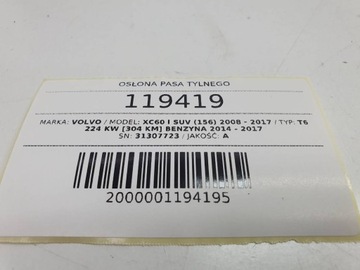 OSŁONA PASA TYLNEGO
119419
MARKA: VOLVO / MODEL: XC60 I SUV (156) 2008 - 2017 / TYP: T6
224 KW [304 KM] BENZYNA 2014 - 2017
SN: 31307723 / JAKOŚĆ: A
2000001194195